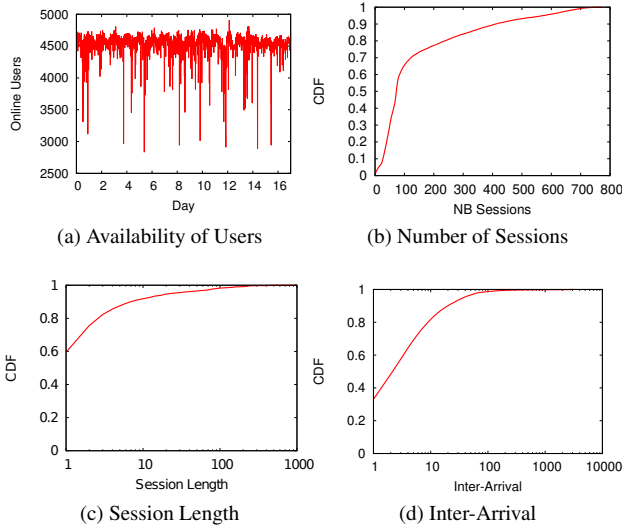 5000
4500
4000
3500
3000
2500
0 2 4 6 8 10 12 14 16
Online Users
Day
(a) Availability of Users
1
0.9
0.8
0.7
0.6
0.5
0.4
0.3
0.2
0.1
0
0 100 200 300 400 500 600 700 800
CDF
NB Sessions
(b) Number of Sessions
1
0.8
0.6
0.4
0.2
0
1 10 100 1000
CDF
Session Length
(c) Session Length
1
0.8
0.6
0.4
0.2
0
1 10 100 1000 10000
CDF
Inter-Arrival
(d) Inter-Arrival